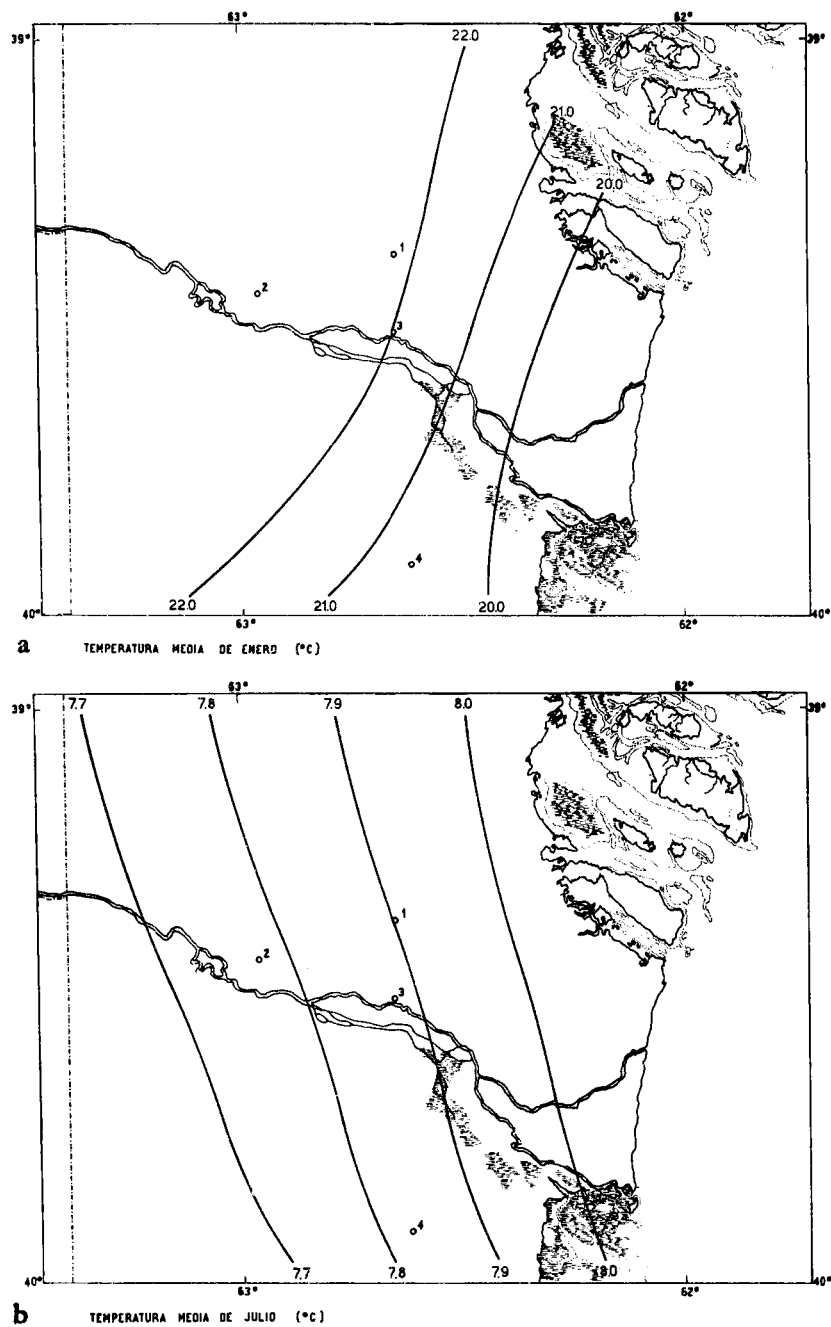 63° 62°
39° 39°
22.0
21.0
20.0
1
2
3
4
22.0 21.0 20.0
40° 63° 62° 40°
a TEMPERATURA MEDIA DE ENERO (°C)
63° 62°
39° 7.7 7.8 7.9 8.0 39°
1
2
3
4
7.7 7.8 7.9 8.0
40° 63° 62° 40°
b TEMPERATURA MEDIA DE JULIO (°C)